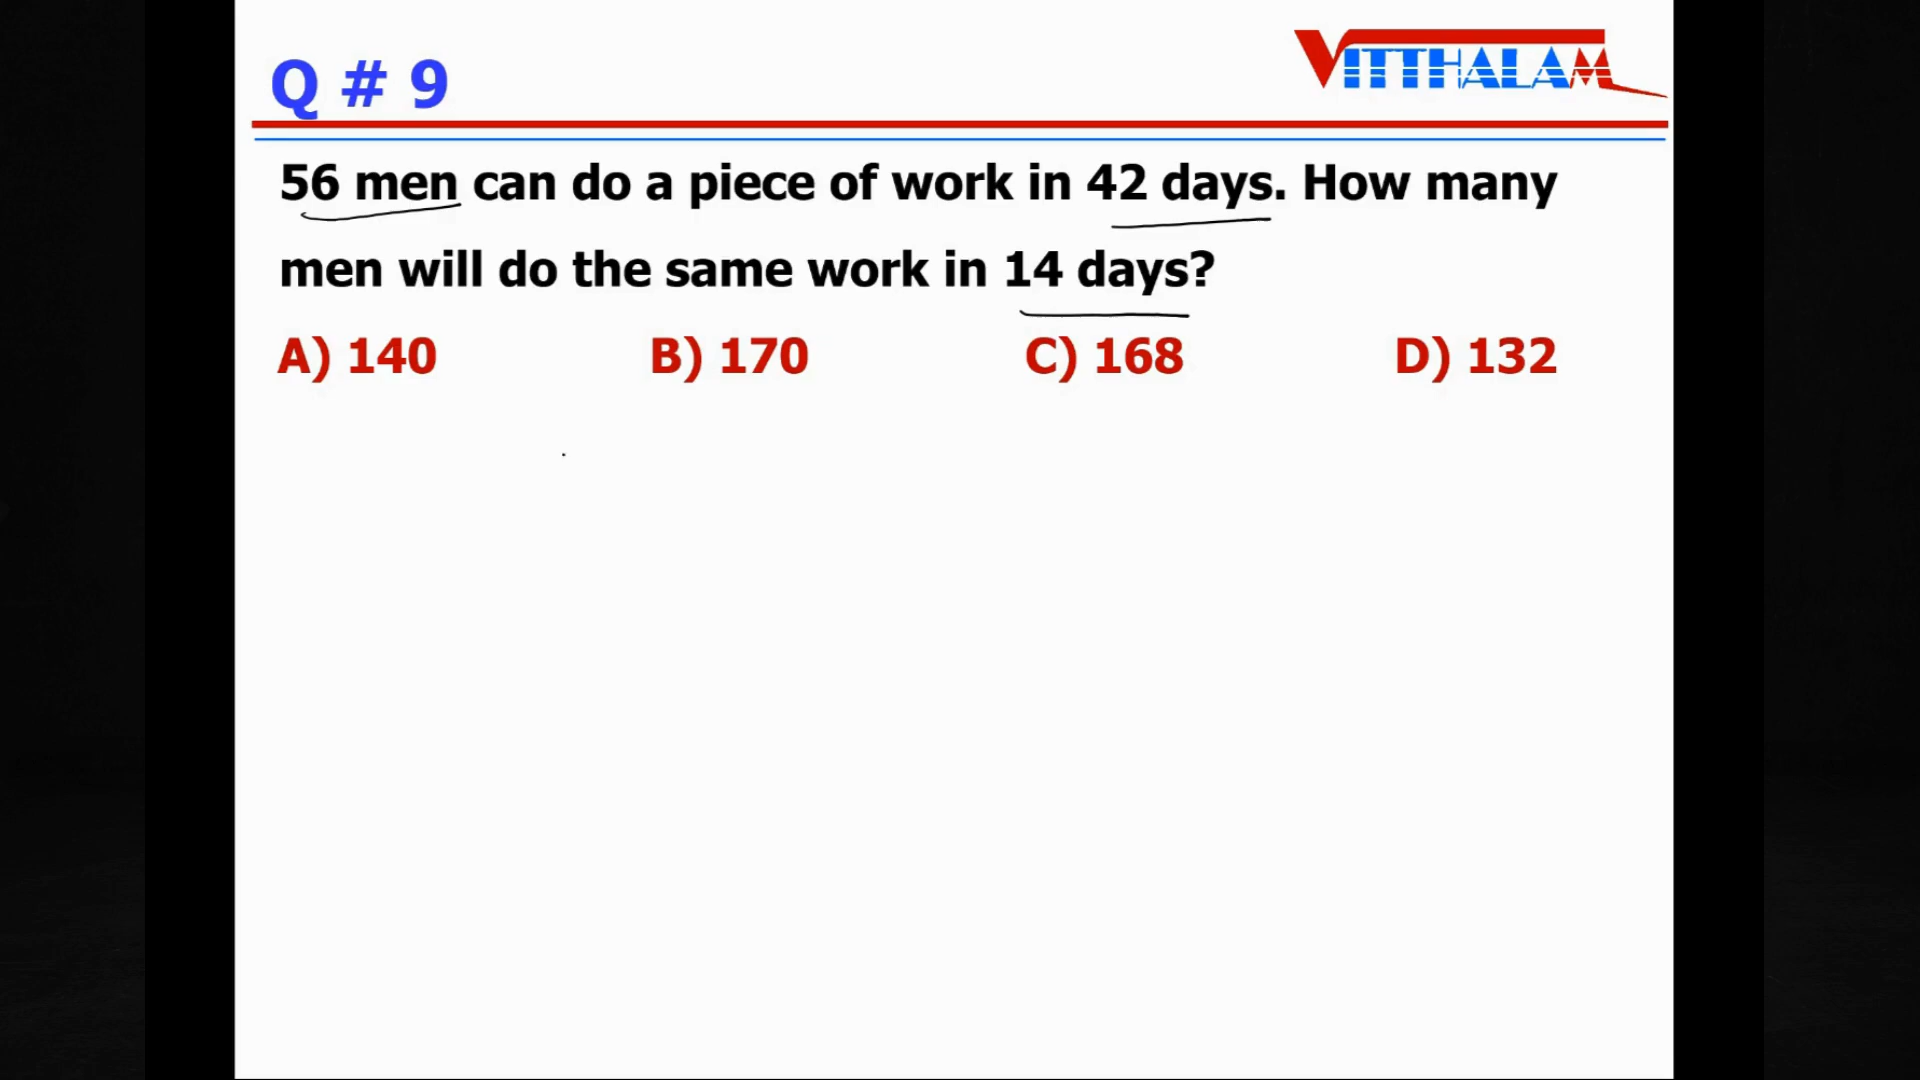 Q # 9
VITTHALAM
56 men can do a piece of work in 42 days. How many
men will do the same work in 14 days?
A) 140 B) 170 C) 168 D) 132